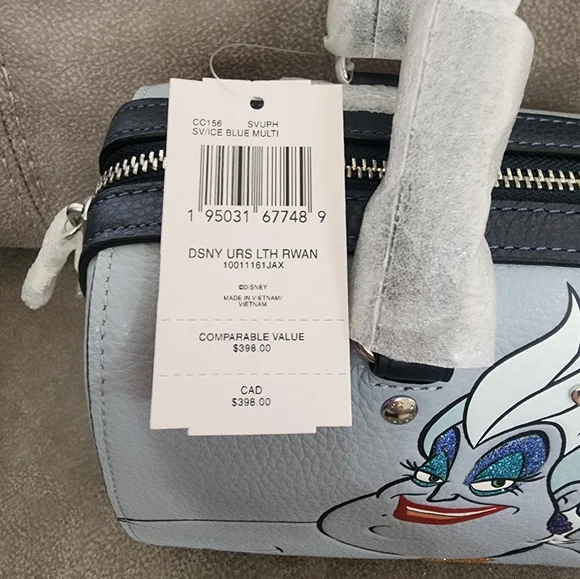 CC156 SVUPH
SV/ICE BLUE MULTI
1 95031 67748 9
DSNY URS LTH RWAN
10011161JAX
©DISNEY
MADE IN VIETNAM/
VIETNAM
COMPARABLE VALUE
$398.00
CAD
$398.00